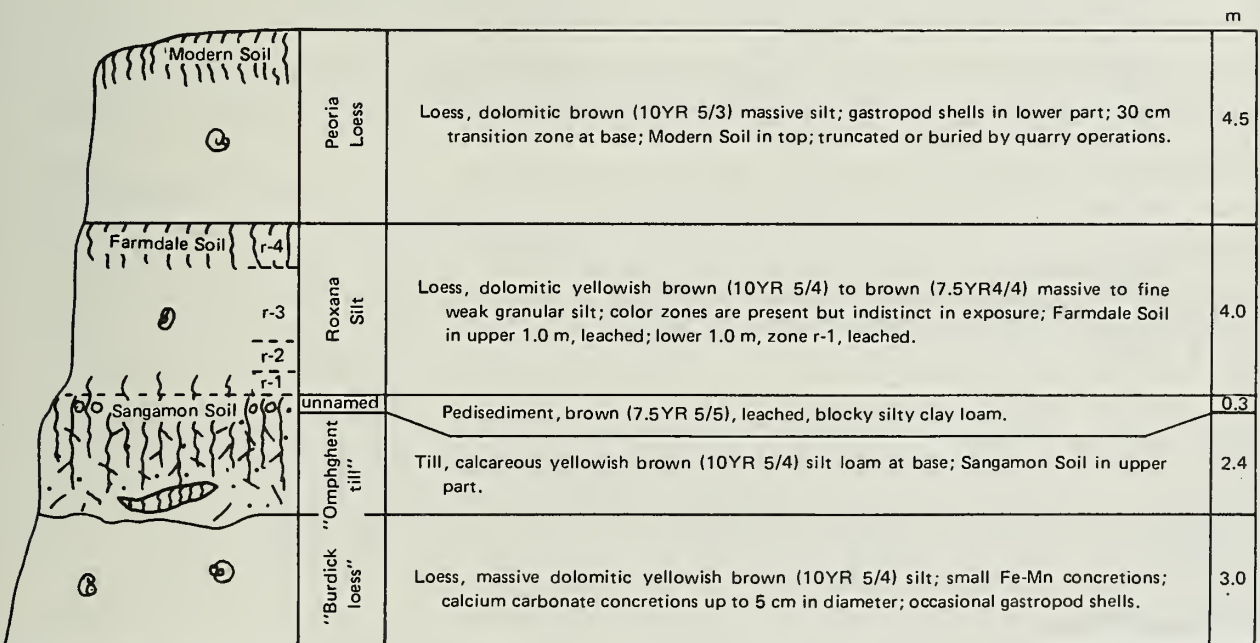 m
Modern Soil
Peoria
Loess
Loess, dolomitic brown (10YR 5/3) massive silt; gastropod shells in lower part; 30 cm
transition zone at base; Modern Soil in top; truncated or buried by quarry operations.
4.5
Farmdale Soil
r-4
r-3
r-2
r-1
Roxana
Silt
Loess, dolomitic yellowish brown (10YR 5/4) to brown (7.5YR4/4) massive to fine
weak granular silt; color zones are present but indistinct in exposure; Farmdale Soil
in upper 1.0 m, leached; lower 1.0 m, zone r-1, leached.
4.0
Sangamon Soil
unnamed
Pedisediment, brown (7.5YR 5/5), leached, blocky silty clay loam.
0.3
"Omphghent
till"
Till, calcareous yellowish brown (10YR 5/4) silt loam at base; Sangamon Soil in upper
part.
2.4
"Burdick
loess"
Loess, massive dolomitic yellowish brown (10YR 5/4) silt; small Fe-Mn concretions;
calcium carbonate concretions up to 5 cm in diameter; occasional gastropod shells.
3.0